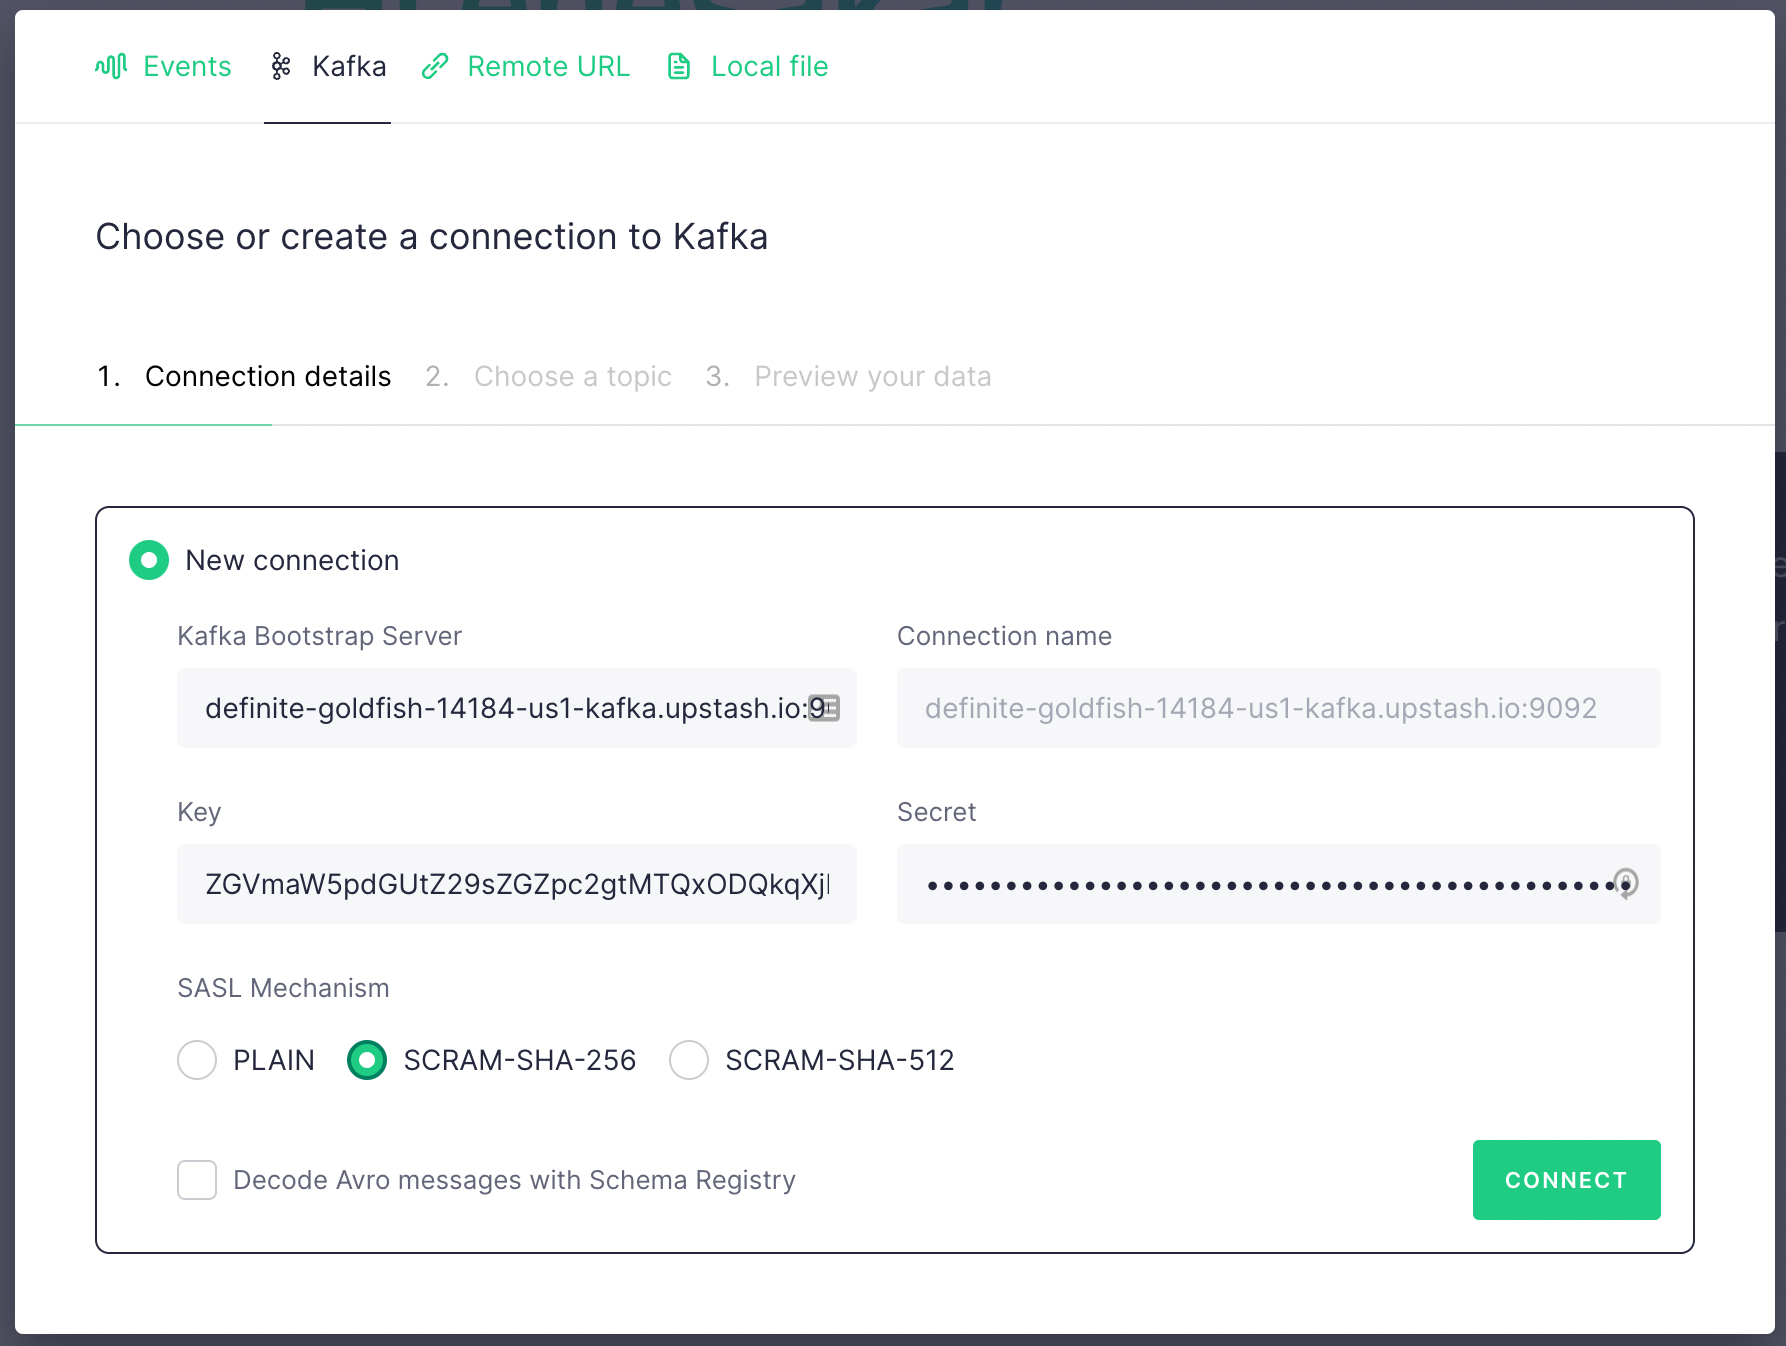 Events Kafka Remote URL Local file
Choose or create a connection to Kafka
1. Connection details 2. Choose a topic 3. Preview your data
New connection
Kafka Bootstrap Server Connection name
definite-goldfish-14184-us1-kafka.upstash.io:9 definite-goldfish-14184-us1-kafka.upstash.io:9092
Key Secret
ZGVmaW5pdGUtZ29sZGZpc2gtMTQxODQkqXj
SASL Mechanism
PLAIN SCRAM-SHA-256 SCRAM-SHA-512
Decode Avro messages with Schema Registry CONNECT